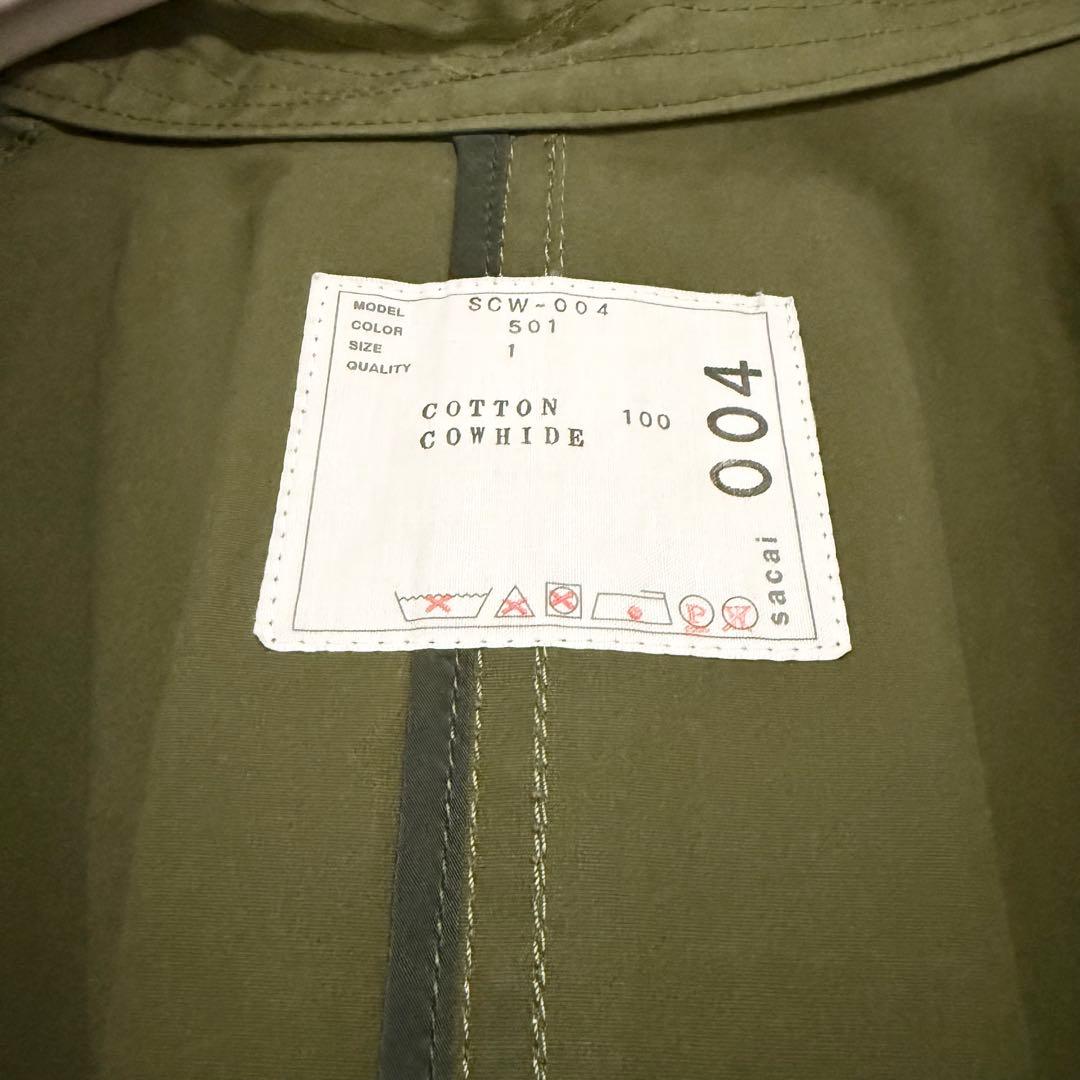 MODEL SCW-004
COLOR 501
SIZE 1
QUALITY
COTTON 100
COWHIDE
004
sacai
P W